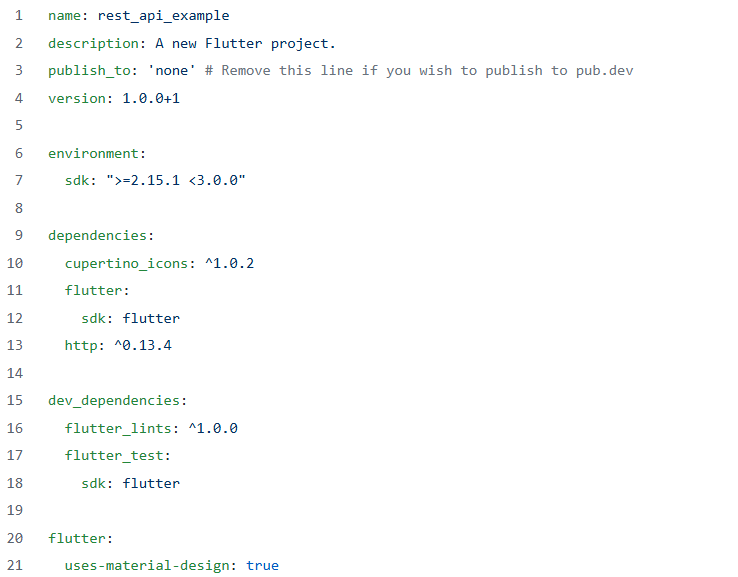 1 name: rest_api_example
2 description: A new Flutter project.
3 publish_to: 'none' # Remove this line if you wish to publish to pub.dev
4 version: 1.0.0+1
5
6 environment:
7   sdk: ">=2.15.1 <3.0.0"
8
9 dependencies:
10   cupertino_icons: ^1.0.2
11   flutter:
12     sdk: flutter
13   http: ^0.13.4
14
15 dev_dependencies:
16   flutter_lints: ^1.0.0
17   flutter_test:
18     sdk: flutter
19
20 flutter:
21   uses-material-design: true